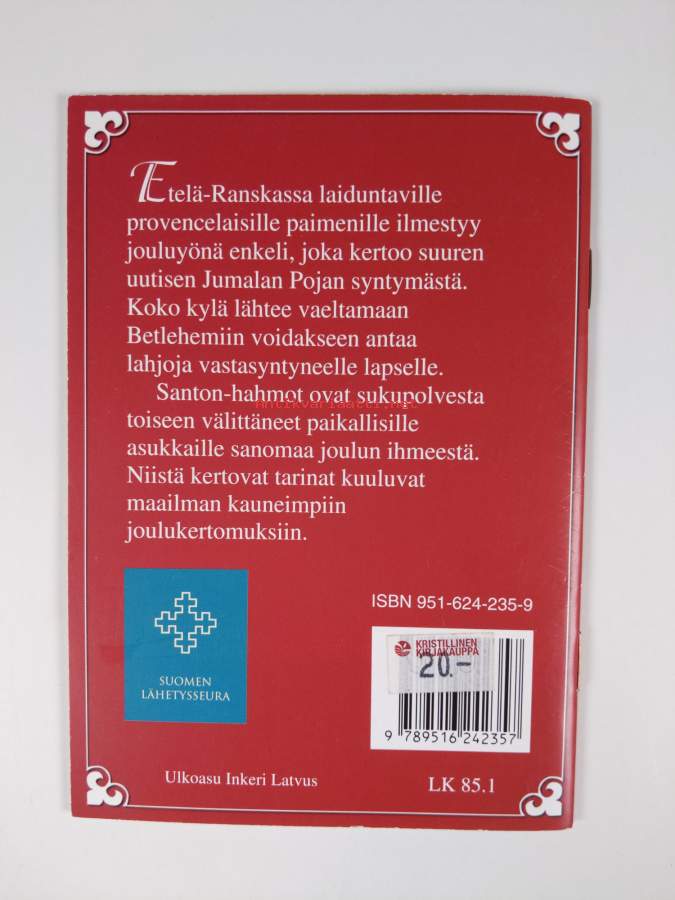 Etelä-Ranskassa laiduntaville
provencelaisille paimenille ilmestyy
jouluyönä enkeli, joka kertoo suuren
uutisen Jumalan Pojan syntymästä.
Koko kylä lähtee vaeltamaan
Betlehemiin voidakseen antaa
lahjoja vastasyntyneelle lapselle.
Santon-hahmot ovat sukupolvesta
Antikvariaatti.net
toiseen välittäneet paikallisille
asukkaille sanomaa joulun ihmeestä.
Niistä kertovat tarinat kuuluvat
maailman kauneimpiin
joulukertomuksiin.
SUOMEN
LÄHETYSSEURA
ISBN 951-624-235-9
KRISTILLINEN
KIRJAKAUPPA
20.-
9 789516 242357
Ulkoasu Inkeri Latvus
LK 85.1